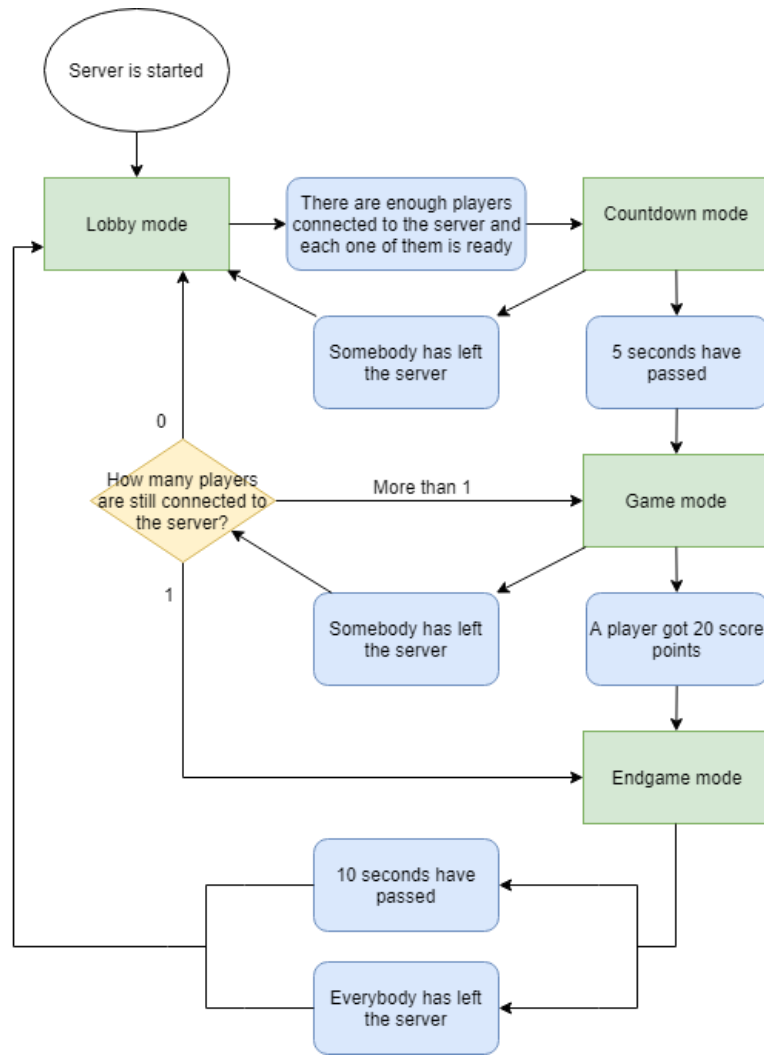 Server is started
Lobby mode
There are enough players
connected to the server and
each one of them is ready
Countdown mode
Somebody has left
the server
5 seconds have
passed
0
How many players
are still connected to
the server?
More than 1
Game mode
1
Somebody has left
the server
A player got 20 score
points
Endgame mode
10 seconds have
passed
Everybody has left
the server